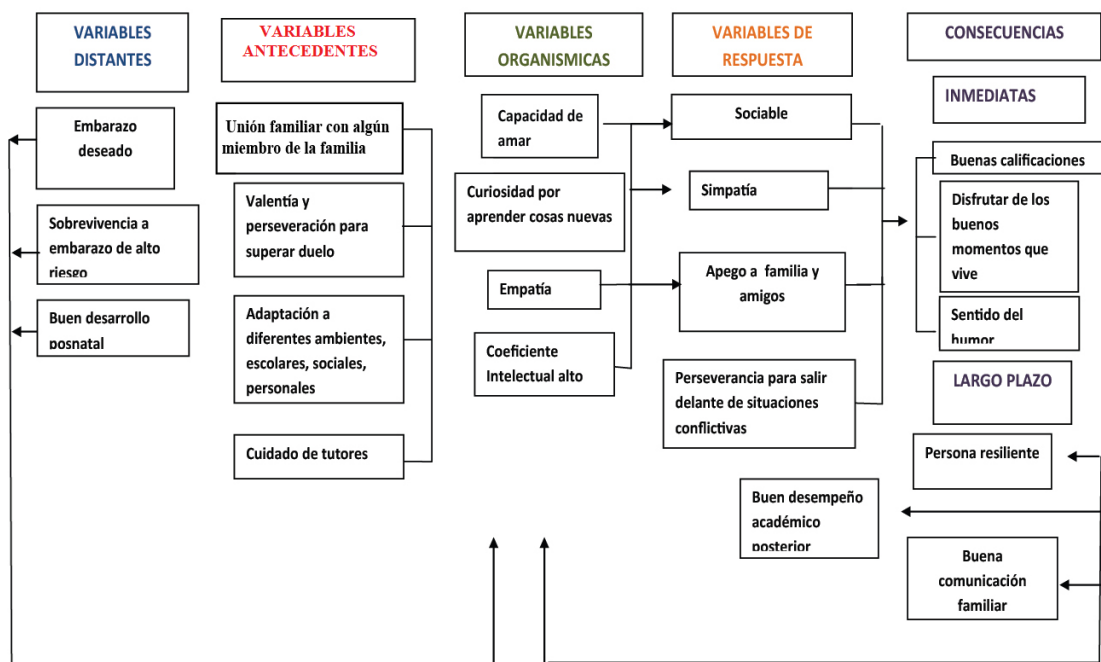 VARIABLES
DISTANTES
Embarazo
deseado
Sobrevivencia a
embarazo de alto
riesgo
Buen desarrollo
posnatal
VARIABLES
ANTECEDENTES
Unión familiar con algún
miembro de la familia
Valentía y
perseveración para
superar duelo
Adaptación a
diferentes ambientes,
escolares, sociales,
personales
Cuidado de tutores
VARIABLES
ORGANISMICAS
Capacidad de
amar
Curiosidad por
aprender cosas nuevas
Empatía
Coeficiente
Intelectual alto
VARIABLES DE
RESPUESTA
Sociable
Simpatía
Apego a familia y
amigos
Perseverancia para salir
delante de situaciones
conflictivas
CONSECUENCIAS
INMEDIATAS
Buenas calificaciones
Disfrutar de los
buenos
momentos que
vive
Sentido del
humor
LARGO PLAZO
Persona resiliente
Buen desempeño
académico
posterior
Buena
comunicación
familiar